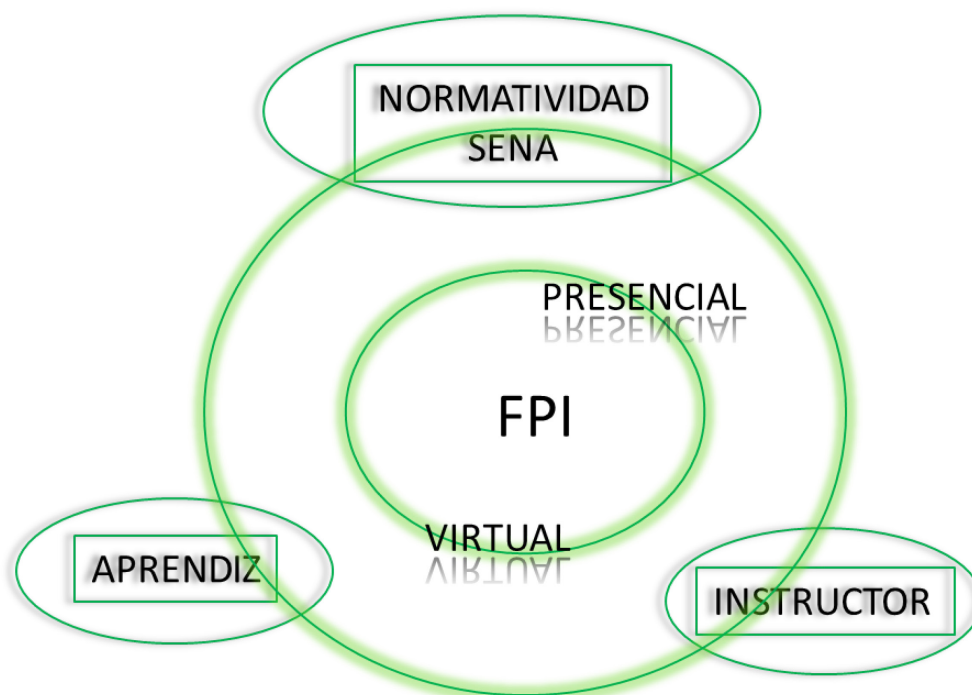 NORMATIVIDAD
SENA
PRESENCIAL
FPI
VIRTUAL
APRENDIZ
INSTRUCTOR